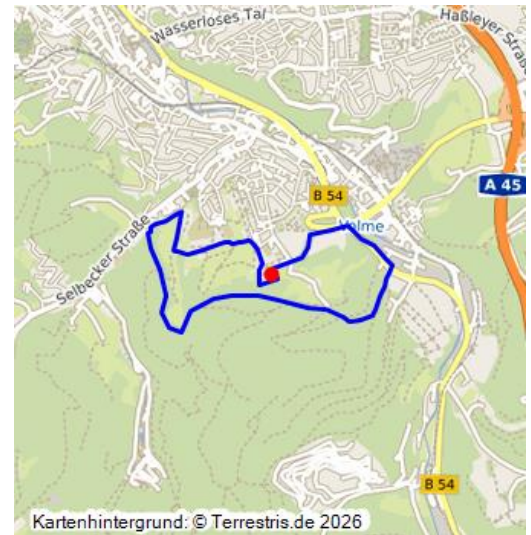 Wasserloses Tal
Haßleyer Straße
A 45
B 54
Volme
Selbecker Straße
B 54
Kartenhintergrund: © Terrestris.de 2026